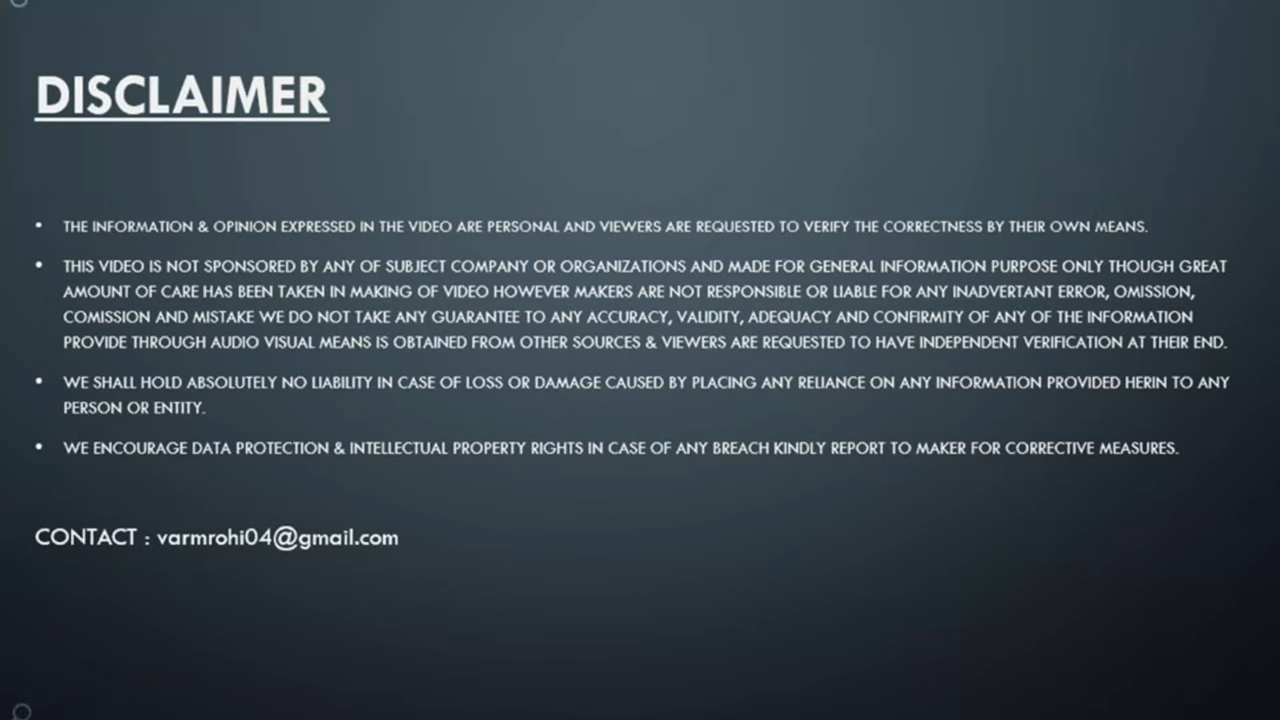 DISCLAIMER
• THE INFORMATION & OPINION EXPRESSED IN THE VIDEO ARE PERSONAL AND VIEWERS ARE REQUESTED TO VERIFY THE CORRECTNESS BY THEIR OWN MEANS.
• THIS VIDEO IS NOT SPONSORED BY ANY OF SUBJECT COMPANY OR ORGANIZATIONS AND MADE FOR GENERAL INFORMATION PURPOSE ONLY THOUGH GREAT
AMOUNT OF CARE HAS BEEN TAKEN IN MAKING OF VIDEO HOWEVER MAKERS ARE NOT RESPONSIBLE OR LIABLE FOR ANY INADVERTANT ERROR, OMISSION,
COMISSION AND MISTAKE WE DO NOT TAKE ANY GUARANTEE TO ANY ACCURACY, VALIDITY, ADEQUACY AND CONFIRMITY OF ANY OF THE INFORMATION
PROVIDE THROUGH AUDIO VISUAL MEANS IS OBTAINED FROM OTHER SOURCES & VIEWERS ARE REQUESTED TO HAVE INDEPENDENT VERIFICATION AT THEIR END.
• WE SHALL HOLD ABSOLUTELY NO LIABILITY IN CASE OF LOSS OR DAMAGE CAUSED BY PLACING ANY RELIANCE ON ANY INFORMATION PROVIDED HERIN TO ANY
PERSON OR ENTITY.
• WE ENCOURAGE DATA PROTECTION & INTELLECTUAL PROPERTY RIGHTS IN CASE OF ANY BREACH KINDLY REPORT TO MAKER FOR CORRECTIVE MEASURES.
CONTACT : varmrohi04@gmail.com